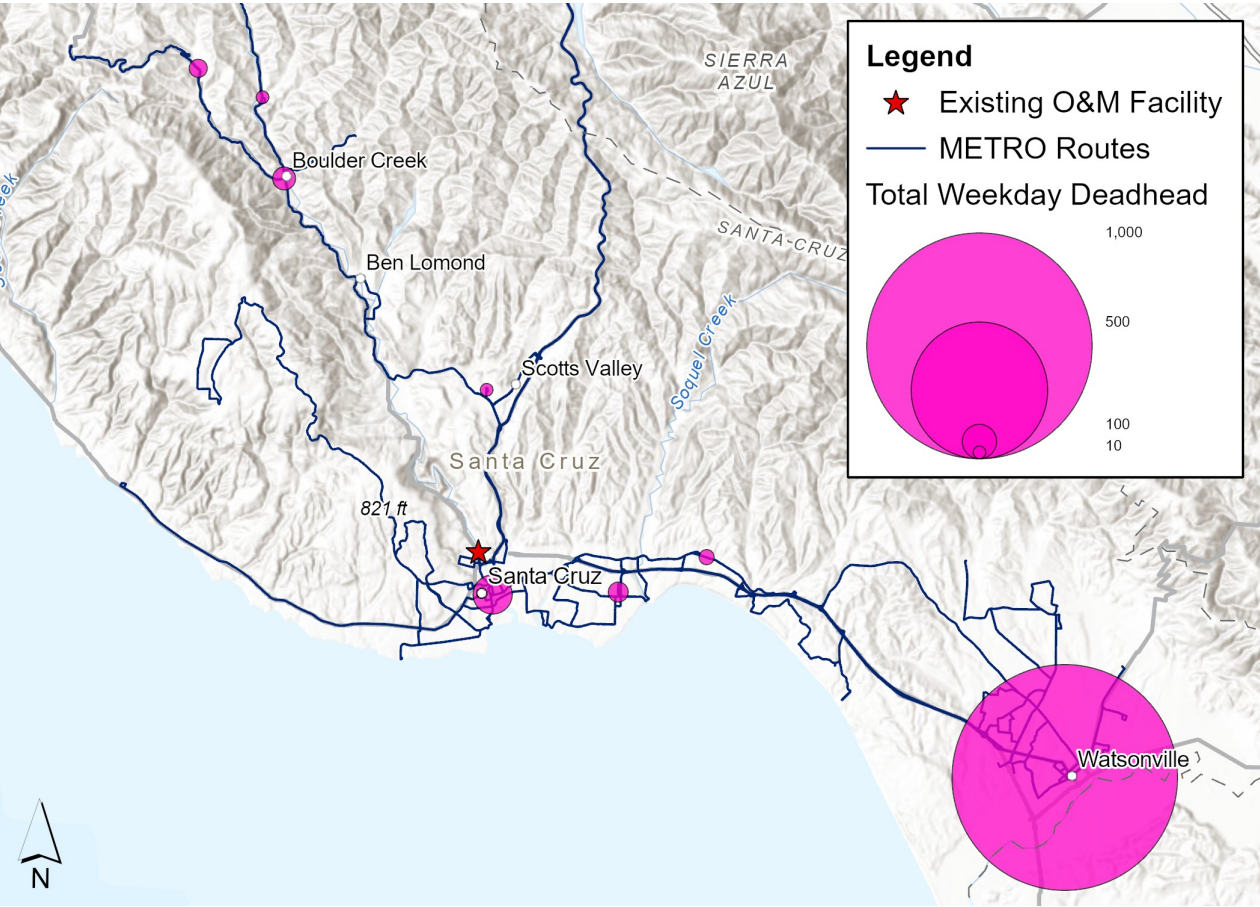 SIERRA
AZUL
Legend
Existing O&M Facility
METRO Routes
Total Weekday Deadhead
1,000
500
100
10
Boulder Creek
SANTA-CRUZ
Ben Lomond
Soquel Creek
Scotts Valley
Santa Cruz
821 ft
Santa Cruz
Watsonville
N